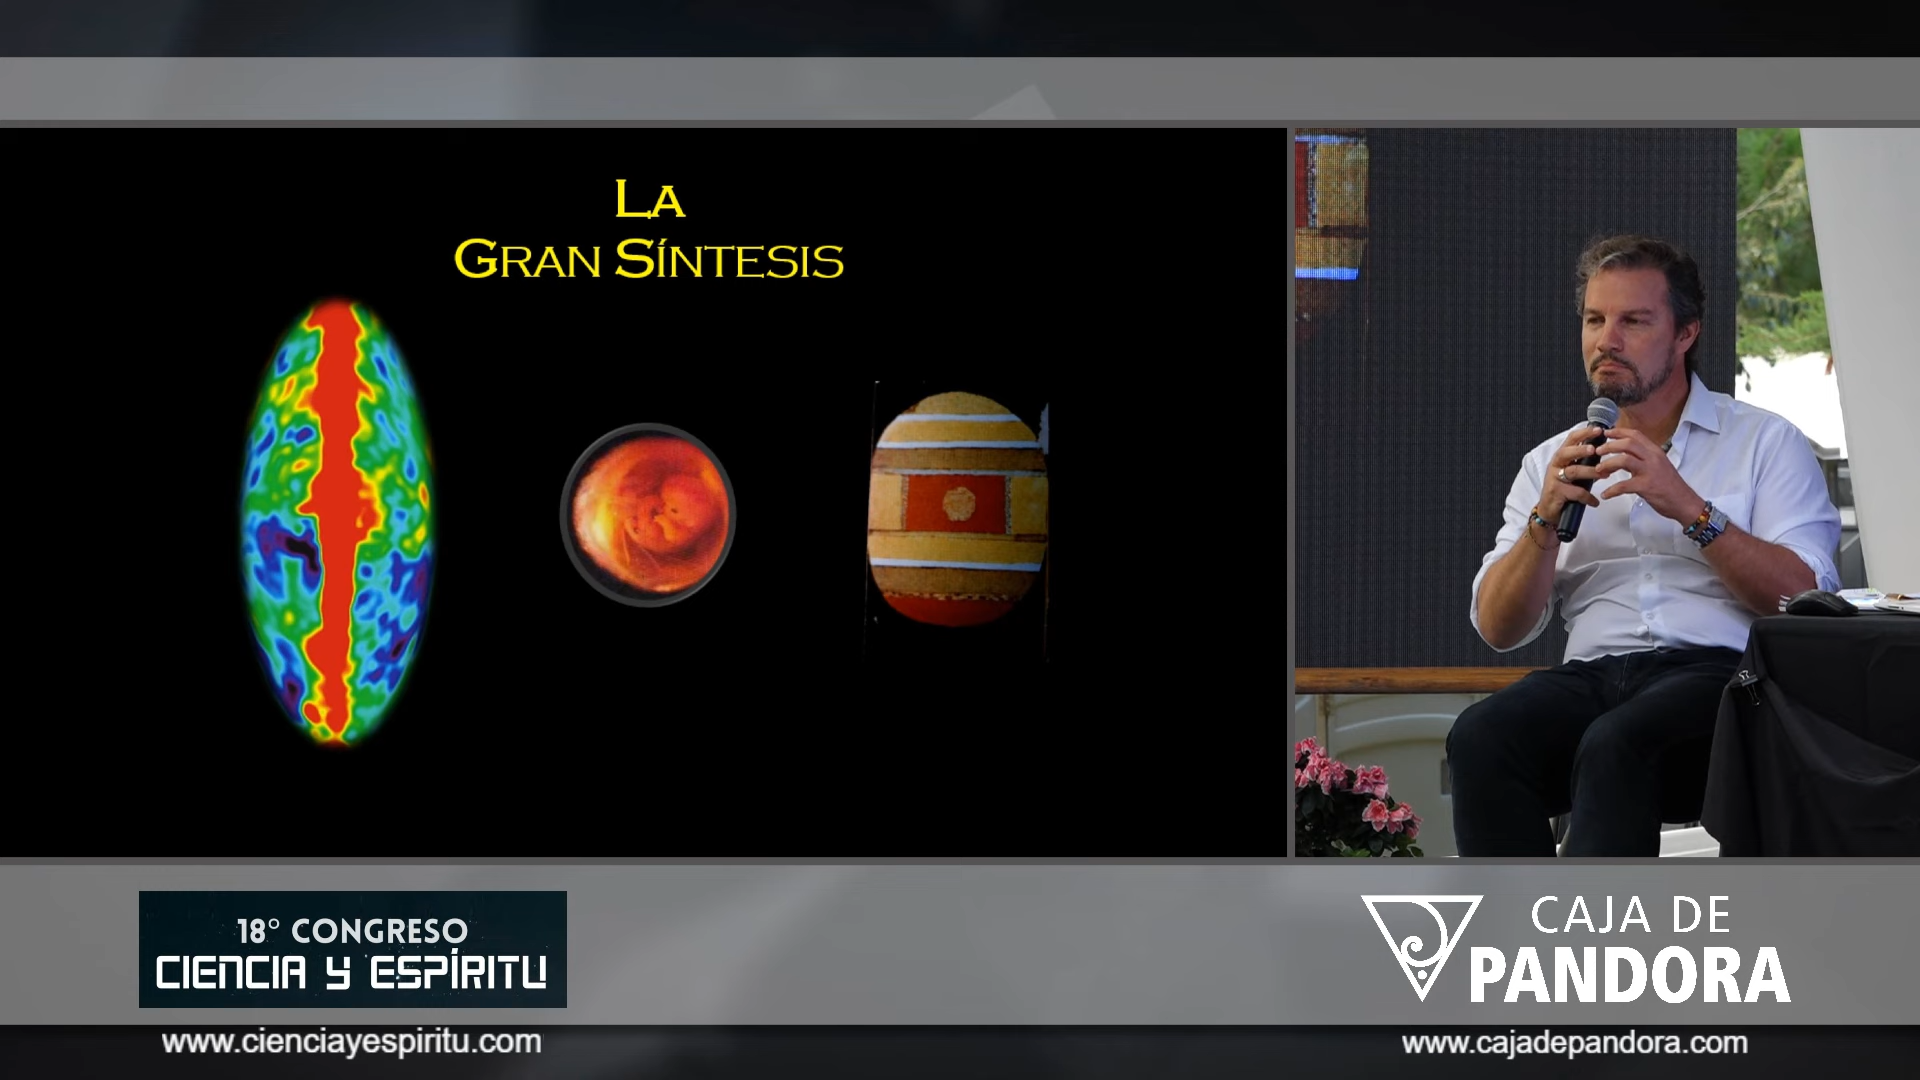 LA
GRAN SÍNTESIS
18° CONGRESO
CIENCIA Y ESPÍRITU
www.cienciayespiritu.com
CAJA DE
PANDORA
www.cajadepandora.com